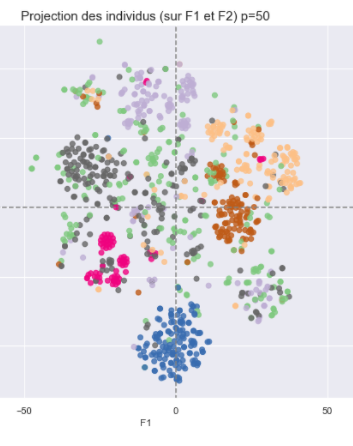 Projection des individus (sur F1 et F2) p=50
−50
0
50
F1